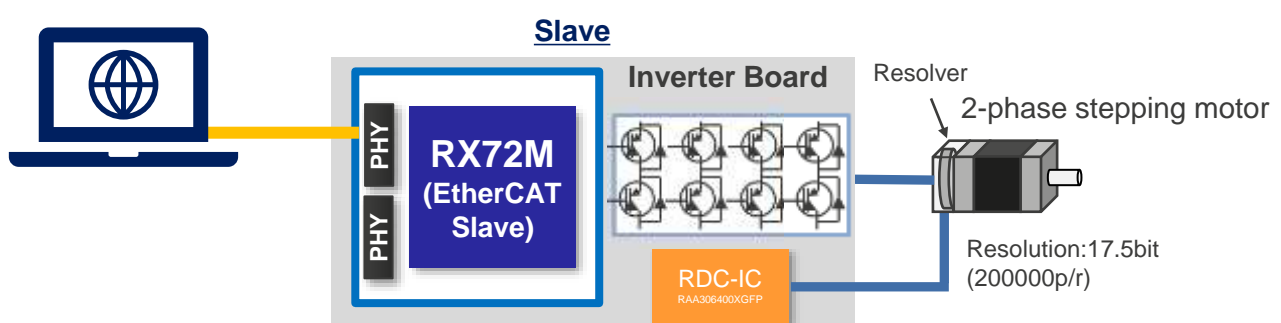 Slave
Inverter Board
Resolver
2-phase stepping motor
PHY
PHY
RX72M
(EtherCAT
Slave)
RDC-IC
RAA306400XGFP
Resolution:17.5bit
(200000p/r)